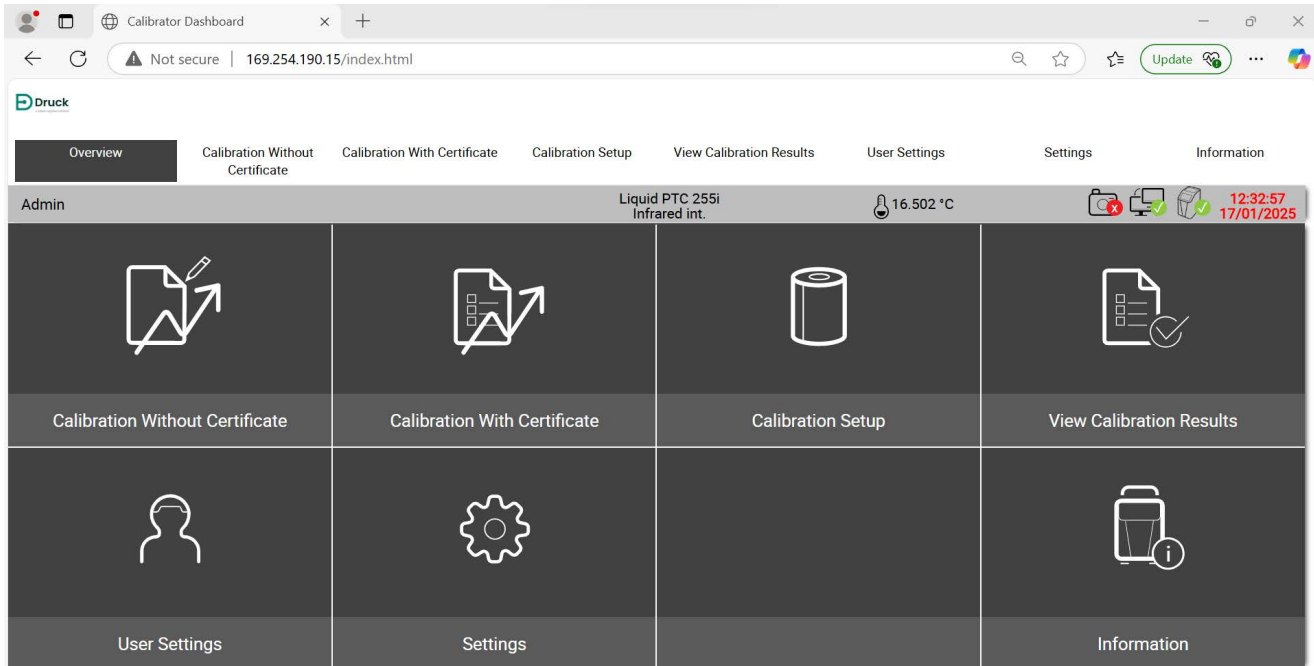 Calibrator Dashboard
Not secure | 169.254.190.15/index.html
Update
Druck
Overview
Calibration Without
Certificate
Calibration With Certificate
Calibration Setup
View Calibration Results
User Settings
Settings
Information
Admin
Liquid PTC 255i
Infrared int.
16.502 °C
12:32:57
17/01/2025
Calibration Without Certificate
Calibration With Certificate
Calibration Setup
View Calibration Results
User Settings
Settings
Information